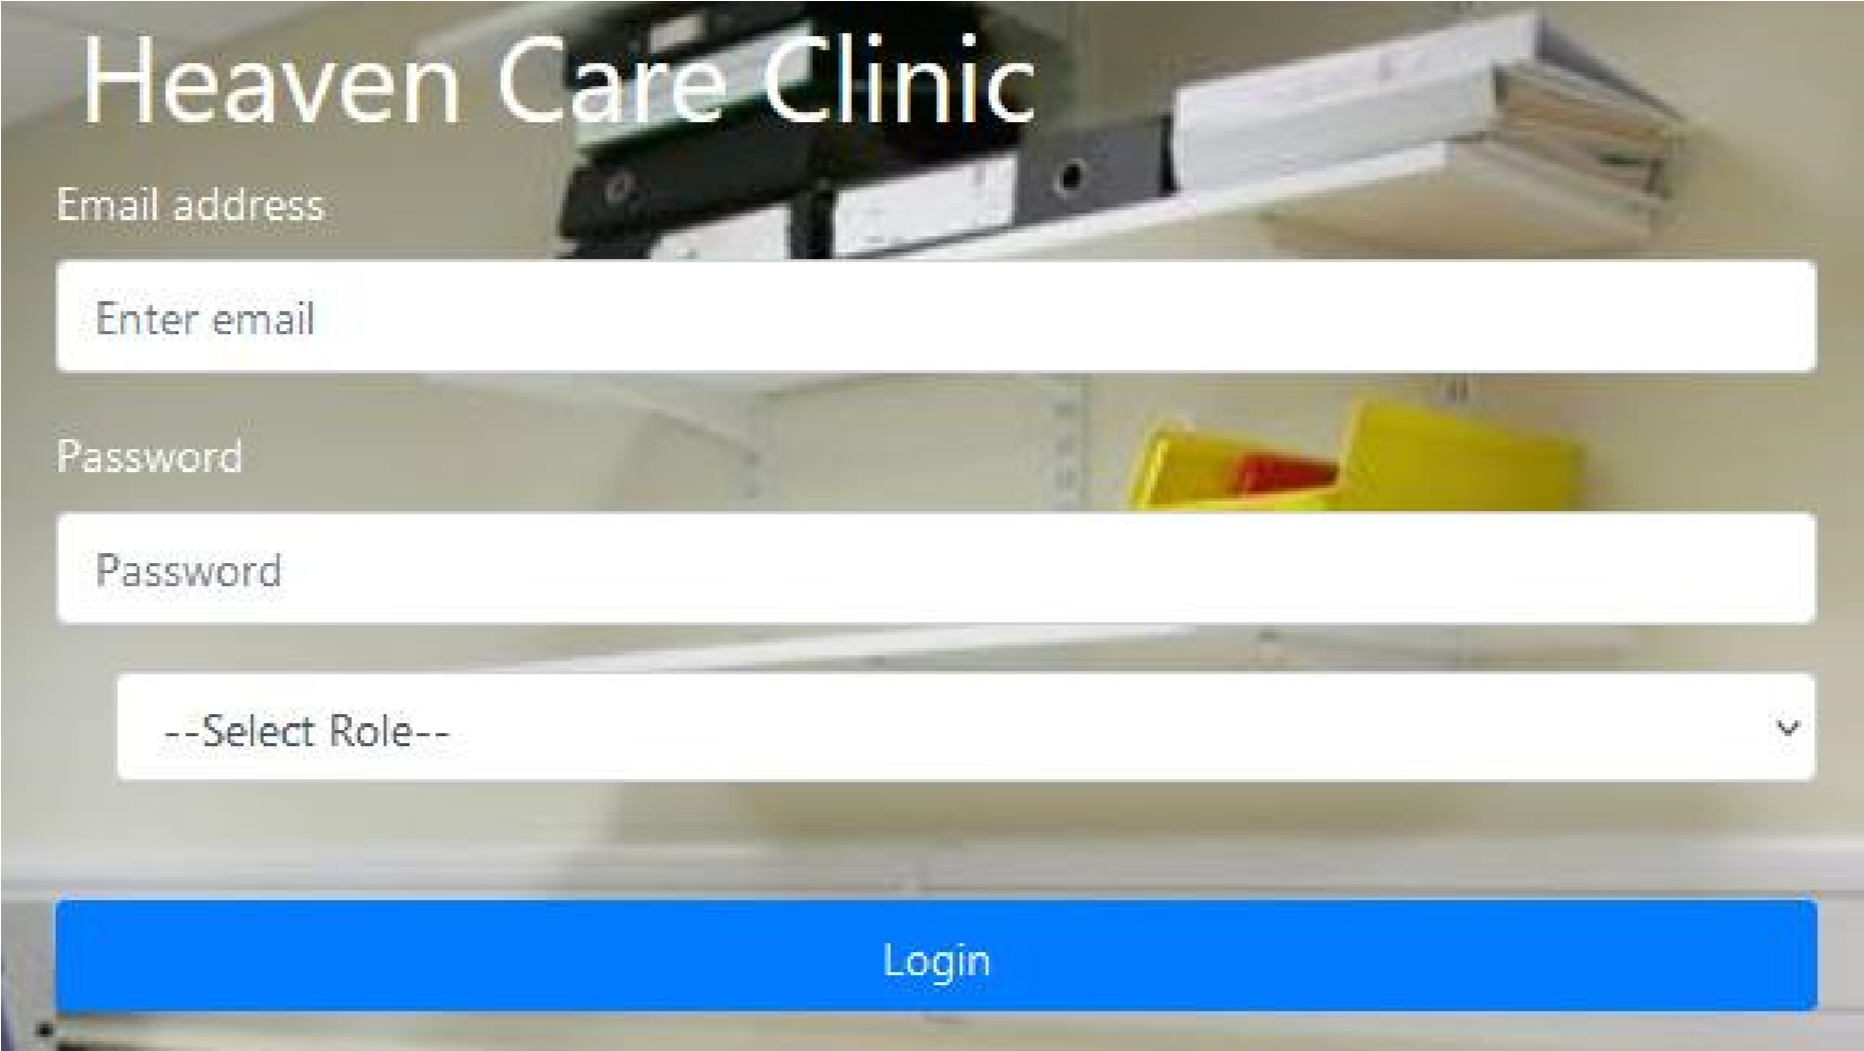 Heaven Care Clinic
Email address
Enter email
Password
Password
--Select Role--
Login